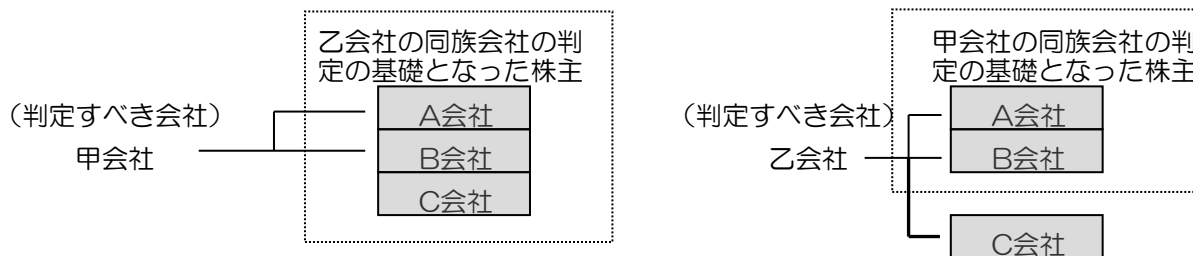 乙会社の同族会社の判
定の基礎となった株主
(判定すべき会社)
甲会社
A会社
B会社
C会社
甲会社の同族会社の判
定の基礎となった株主
(判定すべき会社)
乙会社
A会社
B会社
C会社